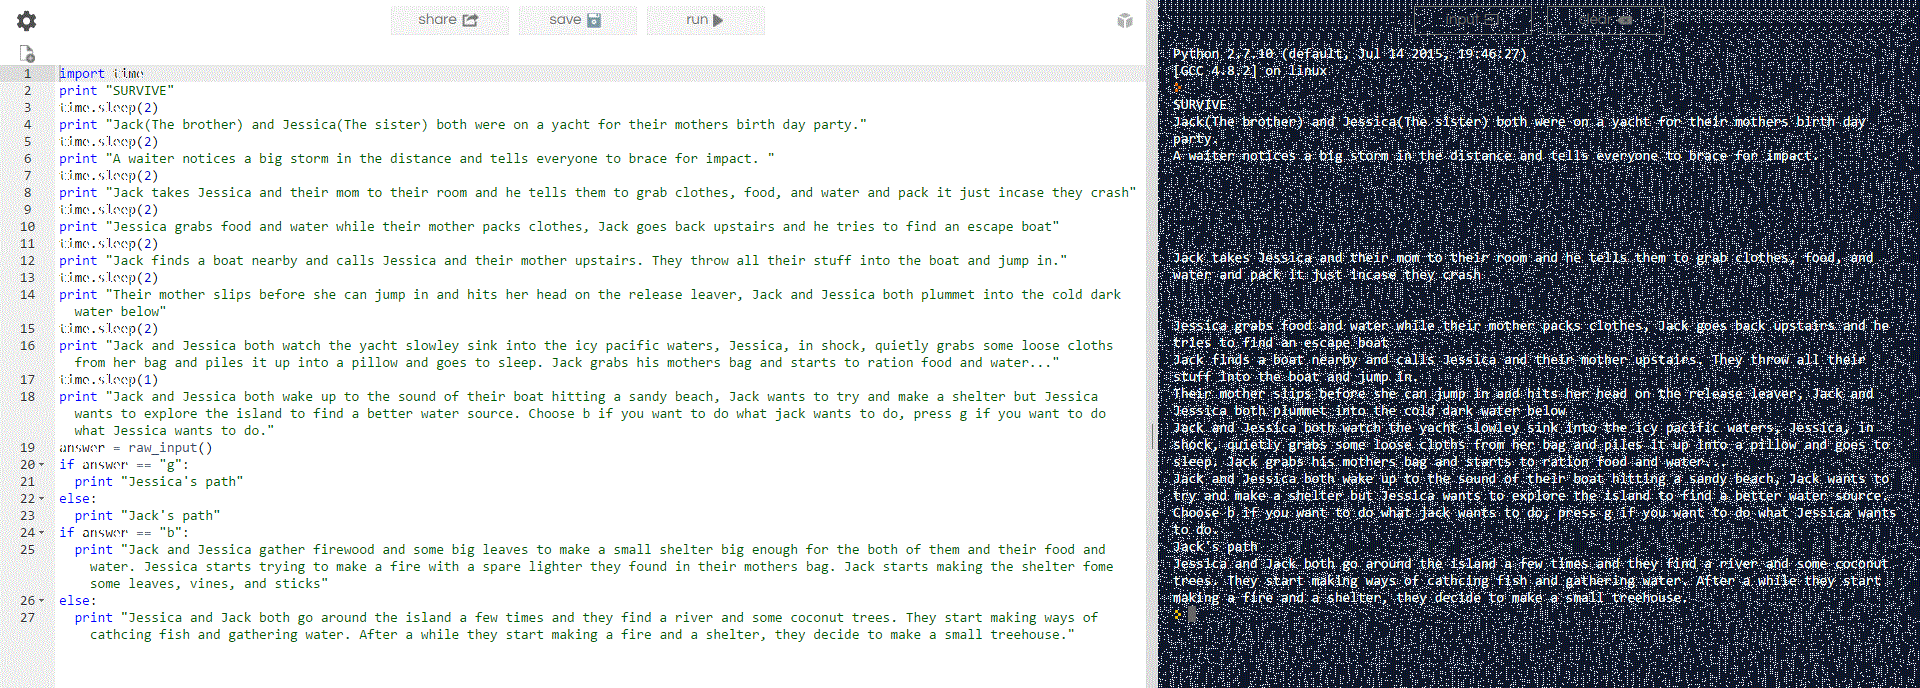 share
save
run
1 import time
2 print "SURVIVE"
3 time.sleep(2)
4 print "Jack(The brother) and Jessica(The sister) both were on a yacht for their mothers birth day party."
5 time.sleep(2)
6 print "A waiter notices a big storm in the distance and tells everyone to brace for impact. "
7 time.sleep(2)
8 print "Jack takes Jessica and their mom to their room and he tells them to grab clothes, food, and water and pack it just incase they crash"
9 time.sleep(2)
10 print "Jessica grabs food and water while their mother packs clothes, Jack goes back upstairs and he tries to find an escape boat"
11 time.sleep(2)
12 print "Jack finds a boat nearby and calls Jessica and their mother upstairs. They throw all their stuff into the boat and jump in."
13 time.sleep(2)
14 print "Their mother slips before she can jump in and hits her head on the release leaver, Jack and Jessica both plummet into the cold dark
water below"
15 time.sleep(2)
16 print "Jack and Jessica both watch the yacht slowley sink into the icy pacific waters, Jessica, in shock, quietly grabs some loose cloths
from her bag and piles it up into a pillow and goes to sleep. Jack grabs his mothers bag and starts to ration food and water..."
17 time.sleep(1)
18 print "Jack and Jessica both wake up to the sound of their boat hitting a sandy beach, Jack wants to try and make a shelter but Jessica
wants to explore the island to find a better water source. Choose b if you want to do what jack wants to do, press g if you want to do
what Jessica wants to do."
19 answer = raw_input()
20 if answer == "g":
21 print "Jessica's path"
22 else:
23 print "Jack's path"
24 if answer == "b":
25 print "Jack and Jessica gather firewood and some big leaves to make a small shelter big enough for the both of them and their food and
water. Jessica starts trying to make a fire with a spare lighter they found in their mothers bag. Jack starts making the shelter fome
some leaves, vines, and sticks"
26 else:
27 print "Jessica and Jack both go around the island a few times and they find a river and some coconut trees. They start making ways of
cathcing fish and gathering water. After a while they start making a fire and a shelter, they decide to make a small treehouse."
input
clear
Python 2.7.10 (default, Jul 14 2015, 19:46:27)
[GCC 4.8.2] on linux
SURVIVE
Jack(The brother) and Jessica(The sister) both were on a yacht for their mothers birth day
party.
A waiter notices a big storm in the distance and tells everyone to brace for impact.
Jack takes Jessica and their mom to their room and he tells them to grab clothes, food, and
water and pack it just incase they crash
Jessica grabs food and water while their mother packs clothes, Jack goes back upstairs and he
tries to find an escape boat
Jack finds a boat nearby and calls Jessica and their mother upstairs. They throw all their
stuff into the boat and jump in.
Their mother slips before she can jump in and hits her head on the release leaver, Jack and
Jessica both plummet into the cold dark water below
Jack and Jessica both watch the yacht slowley sink into the icy pacific waters, Jessica, in
shock, quietly grabs some loose cloths from her bag and piles it up into a pillow and goes to
sleep. Jack grabs his mothers bag and starts to ration food and water...
Jack and Jessica both wake up to the sound of their boat hitting a sandy beach, Jack wants to
try and make a shelter but Jessica wants to explore the island to find a better water source.
Choose b if you want to do what jack wants to do, press g if you want to do what Jessica wants
to do.
Jack's path
Jessica and Jack both go around the island a few times and they find a river and some coconut
trees. They start making ways of cathcing fish and gathering water. After a while they start
making a fire and a shelter, they decide to make a small treehouse.